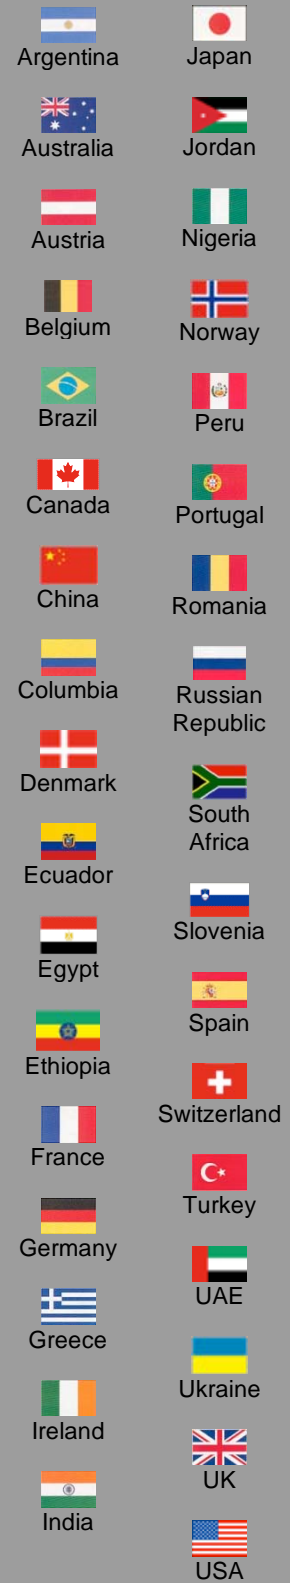 Argentina
Australia
Austria
Belgium
Brazil
Canada
China
Columbia
Denmark
Ecuador
Egypt
Ethiopia
France
Germany
Greece
Ireland
India
Japan
Jordan
Nigeria
Norway
Peru
Portugal
Romania
Russian
Republic
South
Africa
Slovenia
Spain
Switzerland
Turkey
UAE
Ukraine
UK
USA